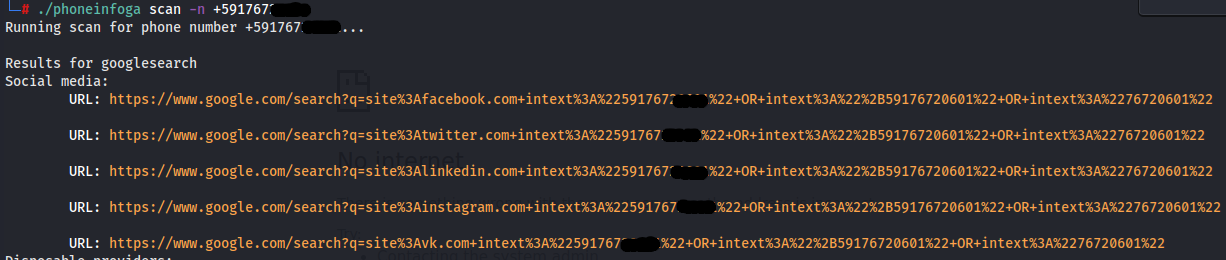 # ./phoneinfoga scan -n +591767
Running scan for phone number +591767 ...
Results for googlesearch
Social media:
URL: https://www.google.com/search?q=site%3Afacebook.com+intext%3A%22591767 %22+OR+intext%3A%22%2B59176720601%22+OR+intext%3A%2276720601%22
URL: https://www.google.com/search?q=site%3Atwitter.com+intext%3A%22591767 %22+OR+intext%3A%22%2B59176720601%22+OR+intext%3A%2276720601%22
No internet
URL: https://www.google.com/search?q=site%3Alinkedin.com+intext%3A%22591767 %22+OR+intext%3A%22%2B59176720601%22+OR+intext%3A%2276720601%22
URL: https://www.google.com/search?q=site%3Ainstagram.com+intext%3A%22591767 %22+OR+intext%3A%22%2B59176720601%22+OR+intext%3A%2276720601%22
URL: https://www.google.com/search?q=site%3Avk.com+intext%3A%22591767 %22+OR+intext%3A%22%2B59176720601%22+OR+intext%3A%2276720601%22
Disposable providers: